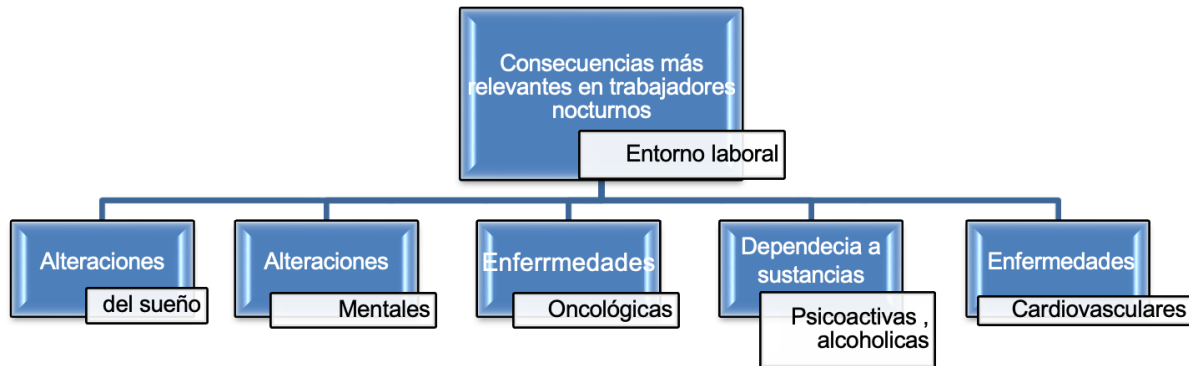 Consecuencias más
relevantes en trabajadores
nocturnos
Entorno laboral
Alteraciones
del sueño
Alteraciones
Mentales
Enferrmedades
Oncológicas
Dependecia a
sustancias
Psicoactivas ,
alcoholicas
Enfermedades
Cardiovasculares